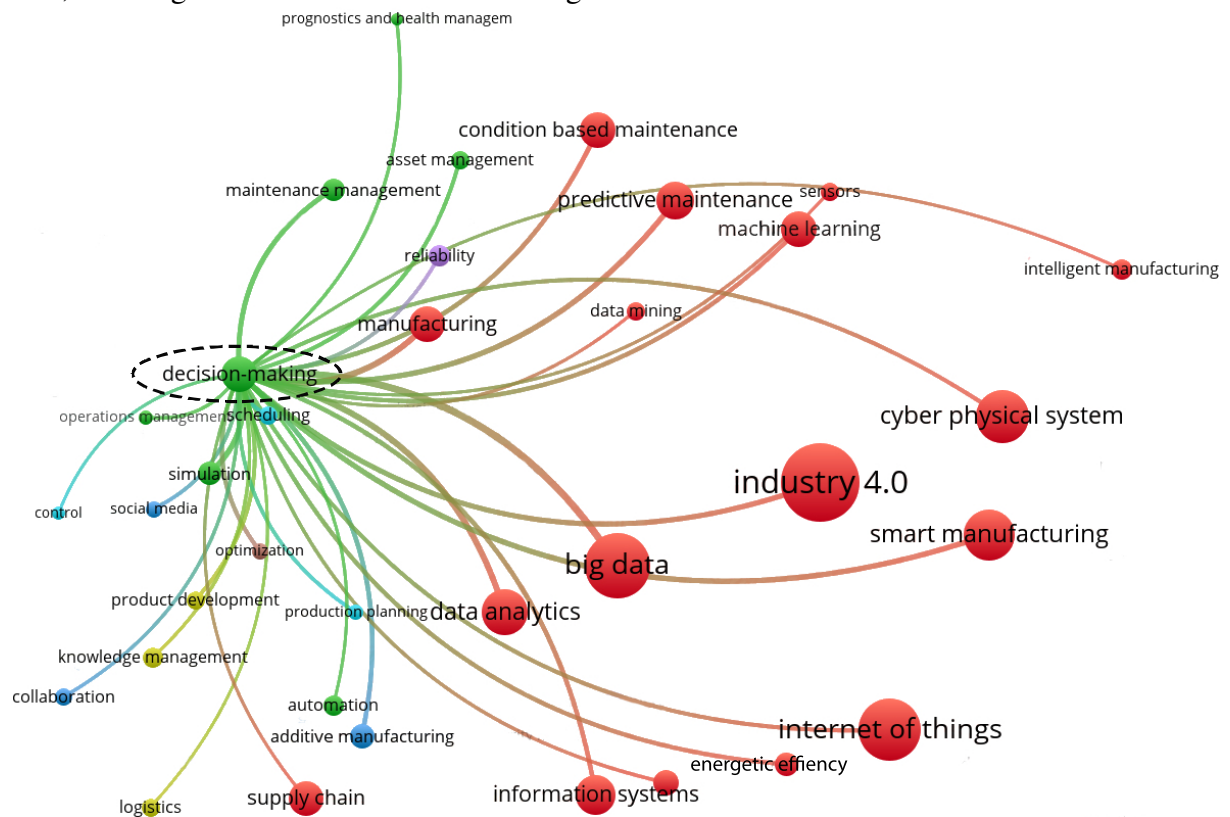 prognostics and health managem
condition based maintenance
asset management
maintenance management
predictive maintenance
sensors
machine learning
reliability
intelligent manufacturing
data mining
manufacturing
decision-making
operations management
scheduling
cyber physical system
simulation
industry 4.0
control
social media
smart manufacturing
optimization
big data
product development
production planning
data analytics
knowledge management
collaboration
automation
additive manufacturing
internet of things
energetic effiency
logistics
supply chain
information systems